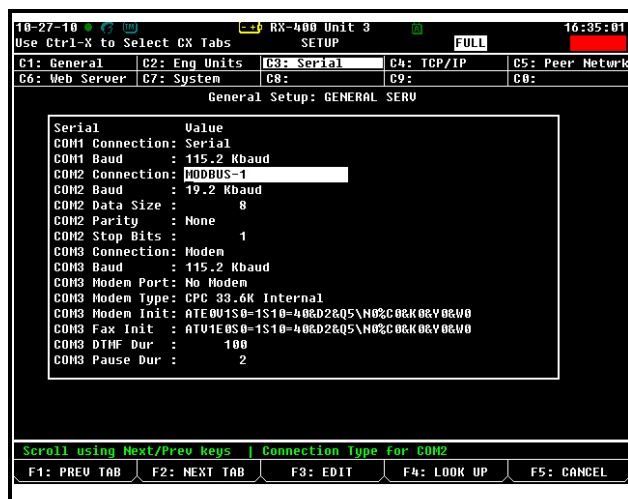 10-27-10 TM RX-400 Unit 3 16:35:01
Use Ctrl-X to Select CX Tabs SETUP FULL
C1: General C2: Eng Units C3: Serial C4: TCP/IP C5: Peer Netwrk
C6: Web Server C7: System C8: C9: C0:
General Setup: GENERAL SERV
Serial Value
COM1 Connection: Serial
COM1 Baud : 115.2 Kbaud
COM2 Connection: MODBUS-1
COM2 Baud : 19.2 Kbaud
COM2 Data Size : 8
COM2 Parity : None
COM2 Stop Bits : 1
COM3 Connection: Modem
COM3 Baud : 115.2 Kbaud
COM3 Modem Port: No Modem
COM3 Modem Type: CPC 33.6K Internal
COM3 Modem Init: ATE0V1S0=1S10=40&D2&Q5\N0%C0&K0&Y0&W0
COM3 Fax Init : ATV1E0S0=1S10=40&D2&Q5\N0%C0&K0&Y0&W0
COM3 DTMF Dur : 100
COM3 Pause Dur : 2
Scroll using Next/Prev keys | Connection Type for COM2
F1: PREV TAB F2: NEXT TAB F3: EDIT F4: LOOK UP F5: CANCEL